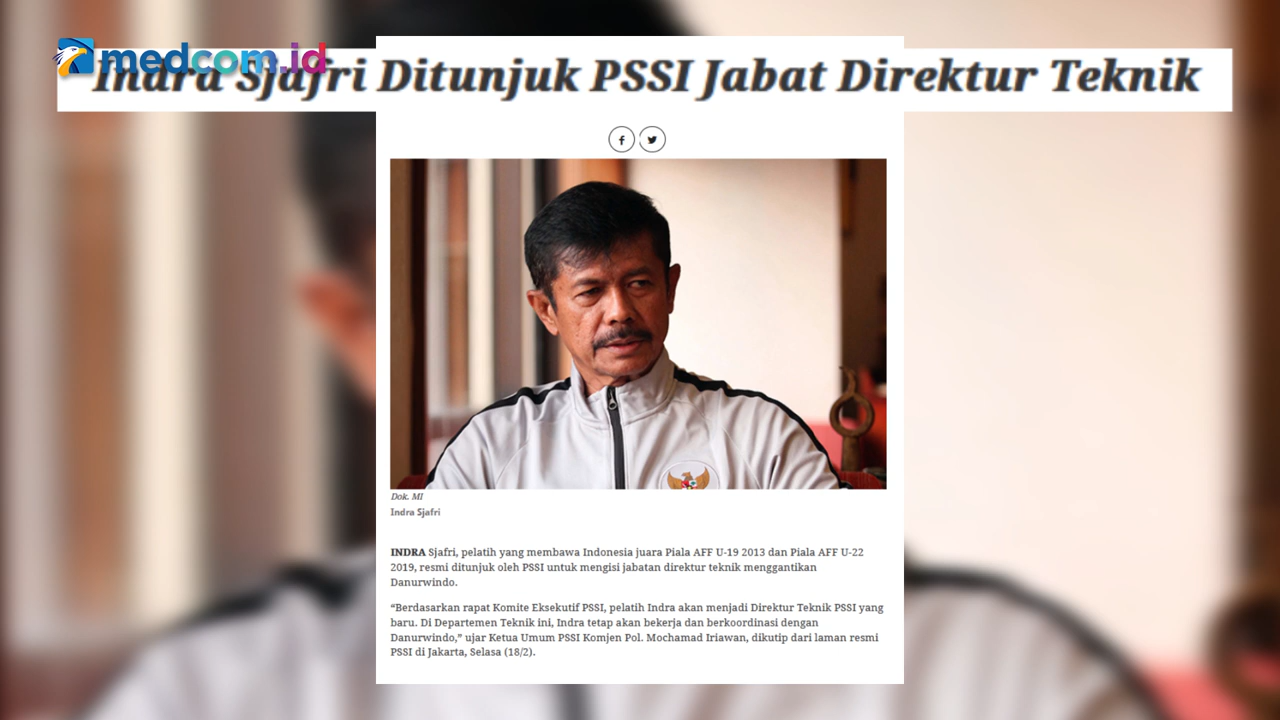 medcom.id
Indra Sjafri Ditunjuk PSSI Jabat Direktur Teknik
Dok. MI
Indra Sjafri
INDRA Sjafri, pelatih yang membawa Indonesia juara Piala AFF U-19 2013 dan Piala AFF U-22
2019, resmi ditunjuk oleh PSSI untuk mengisi jabatan direktur teknik menggantikan
Danurwindo.
“Berdasarkan rapat Komite Eksekutif PSSI, pelatih Indra akan menjadi Direktur Teknik PSSI yang
baru. Di Departemen Teknik ini, Indra tetap akan bekerja dan berkoordinasi dengan
Danurwindo,” ujar Ketua Umum PSSI Komjen Pol. Mochamad Iriawan, dikutip dari laman resmi
PSSI di Jakarta, Selasa (18/2).